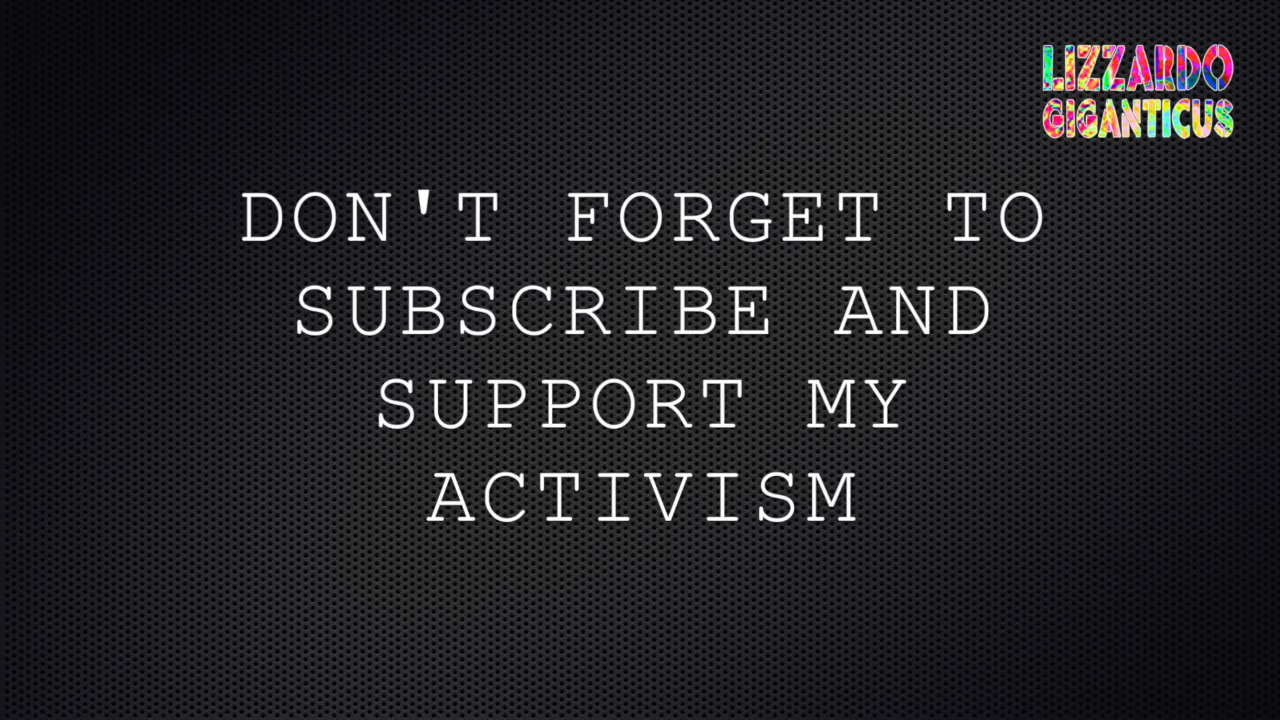 LIZZARDO
GIGANTICUS
DON'T FORGET TO
SUBSCRIBE AND
SUPPORT MY
ACTIVISM